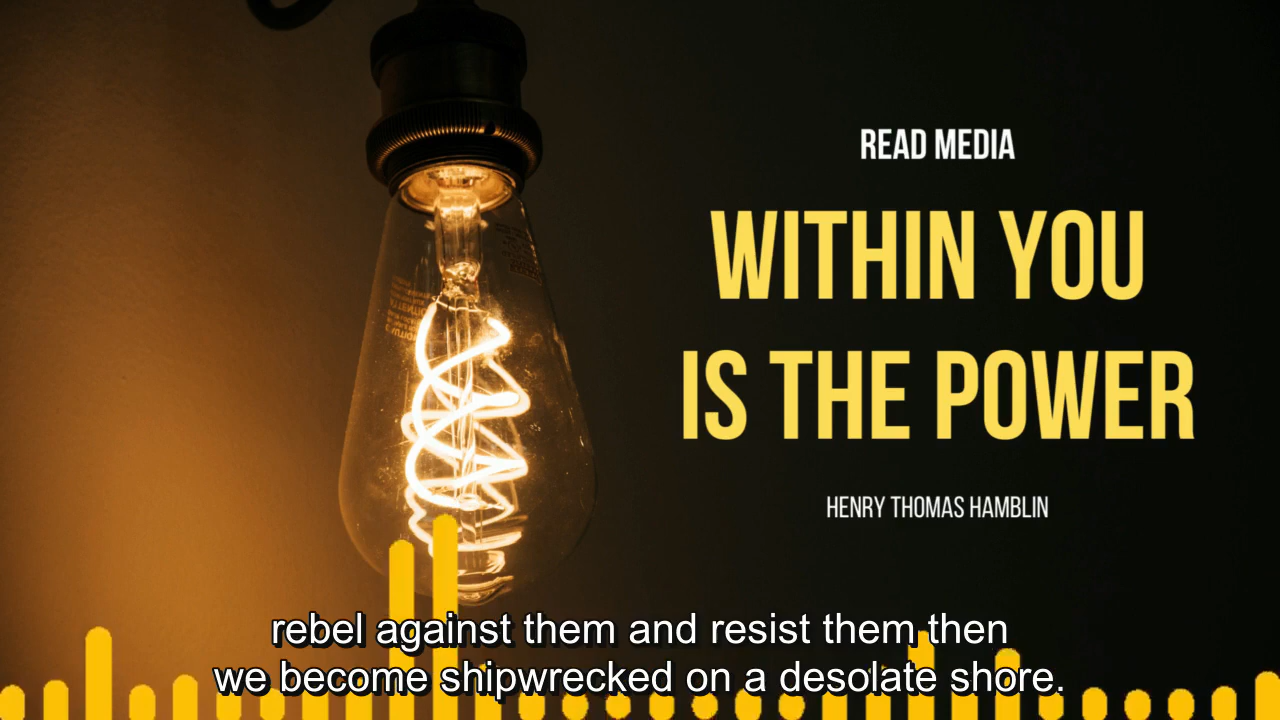 READ MEDIA
WITHIN YOU
IS THE POWER
HENRY THOMAS HAMBLIN
rebel against them and resist them then
we become shipwrecked on a desolate shore.